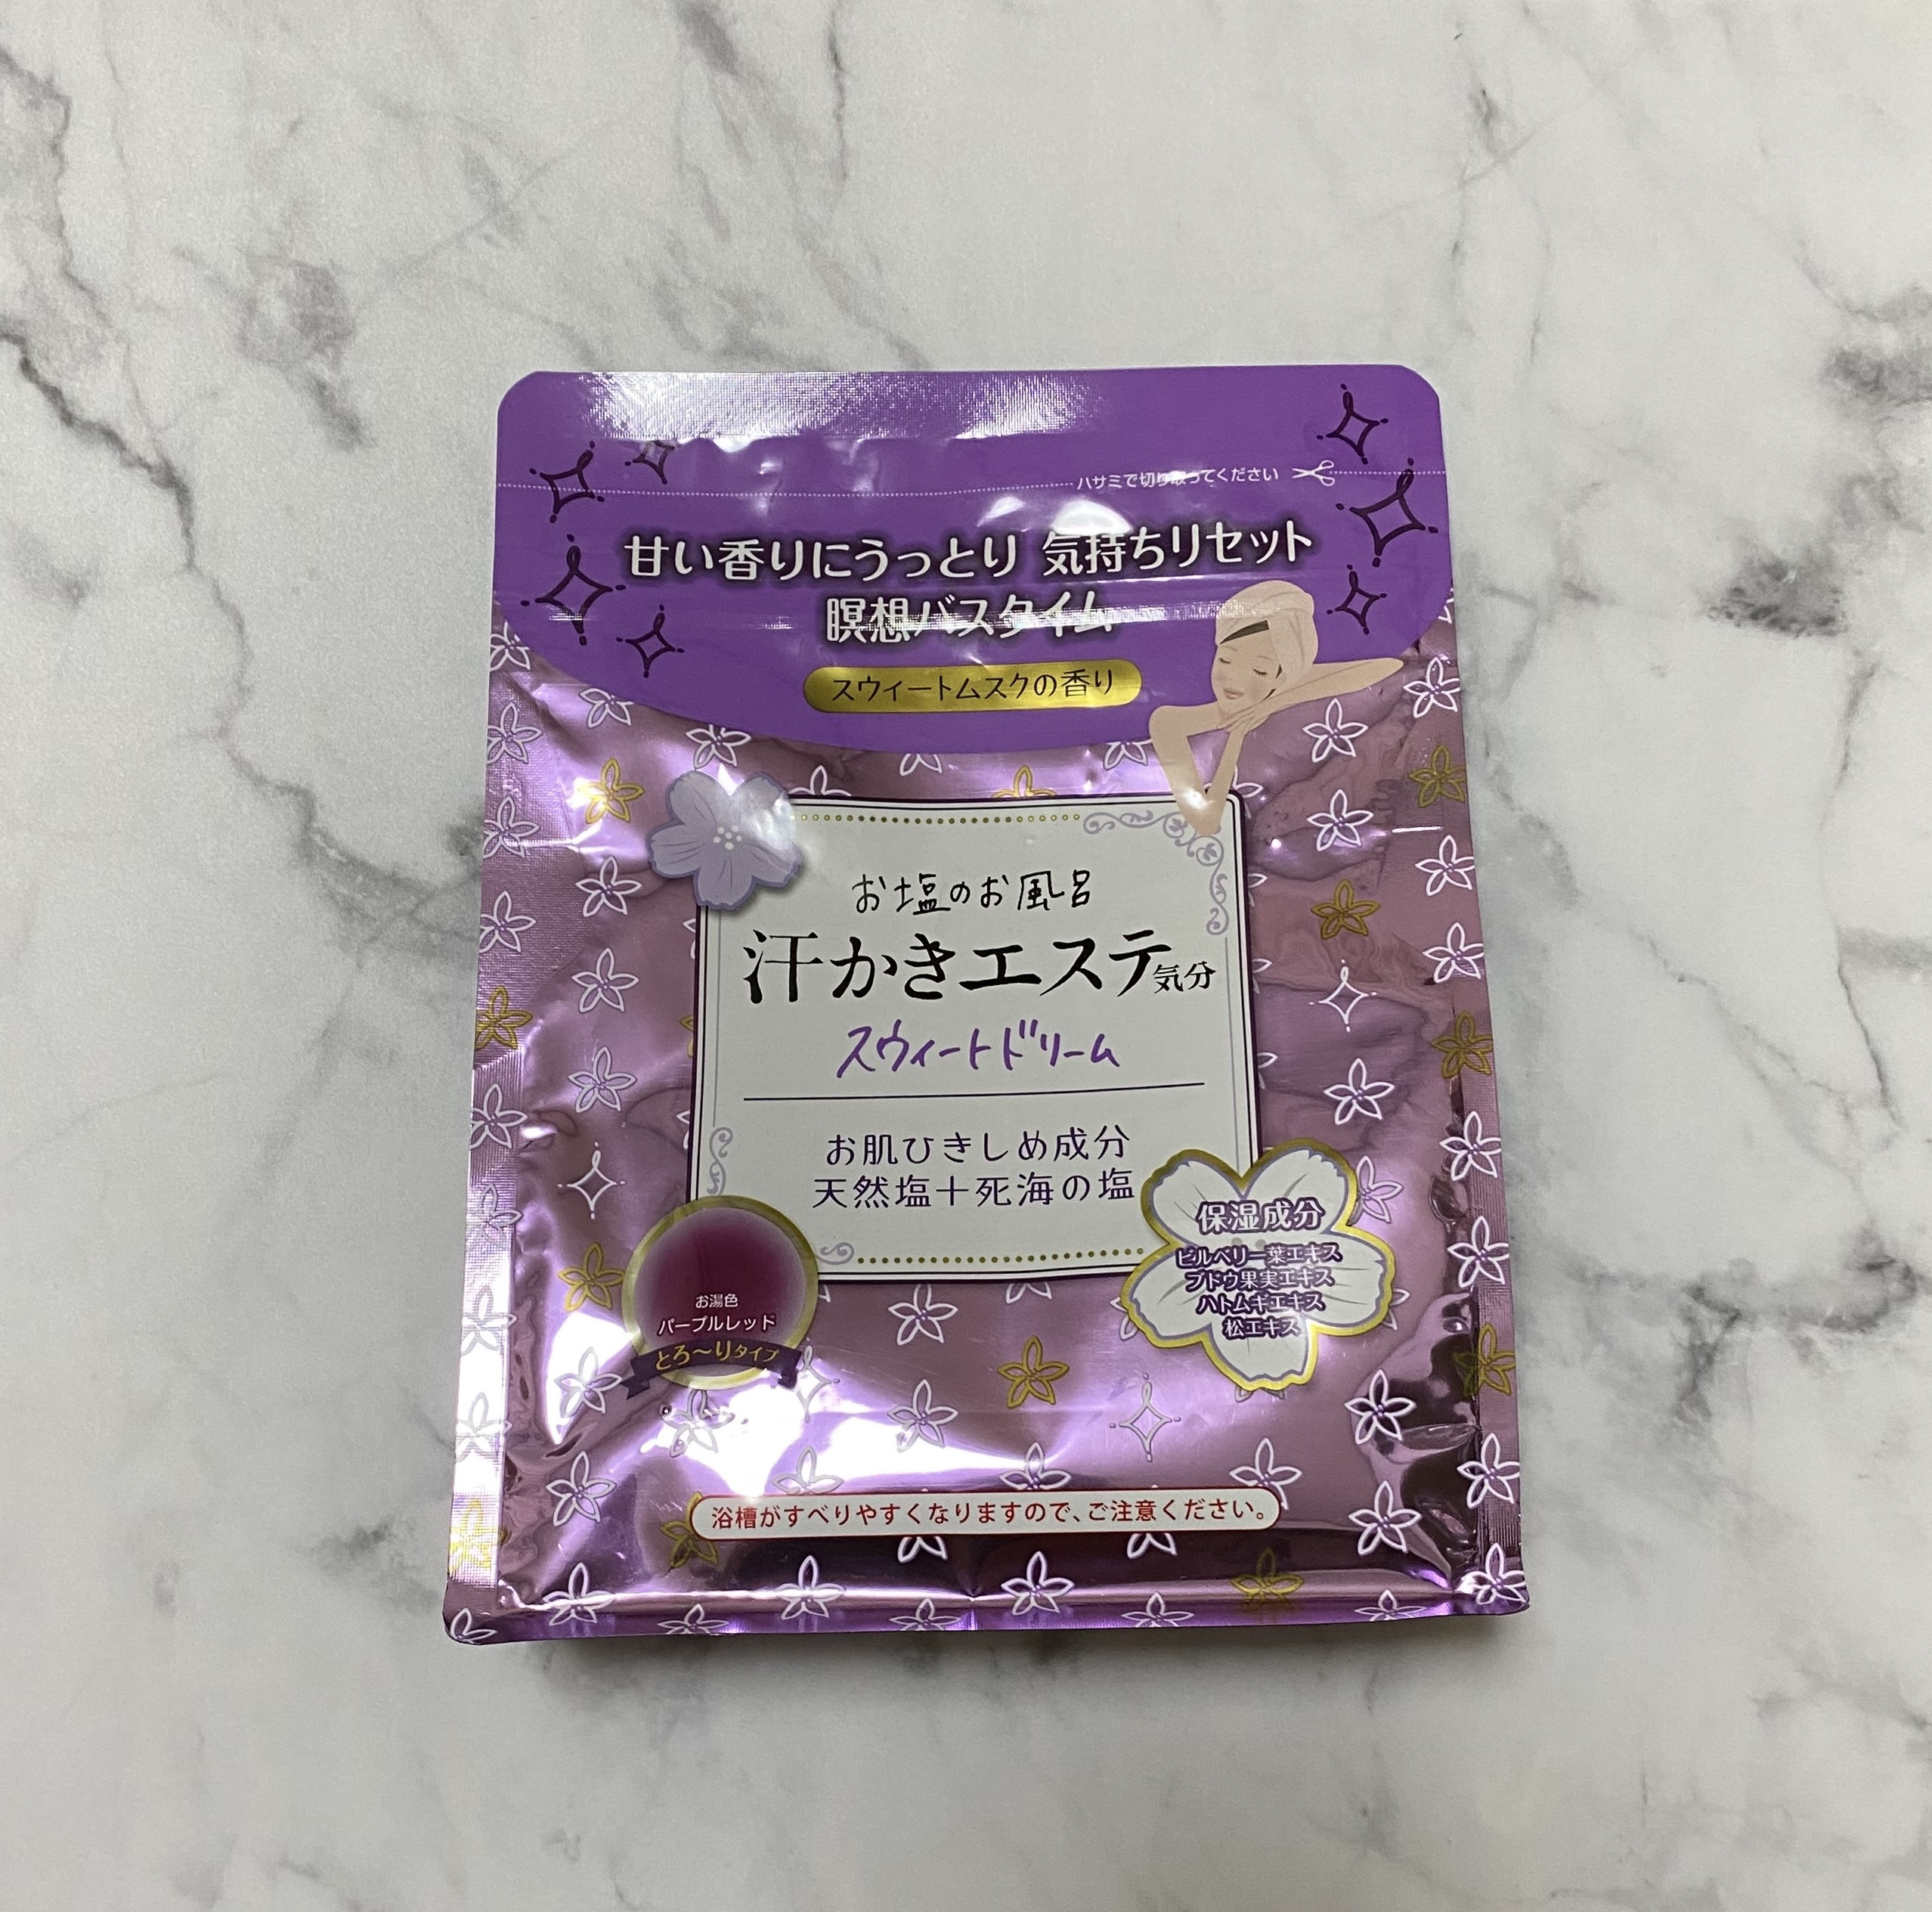 ハサミで切り取ってください
甘い香りにうっとり 気持ちリセット
瞑想バスタイム
スウィートムスクの香り
お塩のお風呂
汗かきエステ気分
スウィートドリーム
お肌ひきしめ成分
天然塩+死海の塩
保湿成分
ビルベリー葉エキス
ブドウ果実エキス
ハトムギエキス
松エキス
お湯色
パープルレッド
とろ〜りタイプ
浴槽がすべりやすくなりますので、ご注意ください。